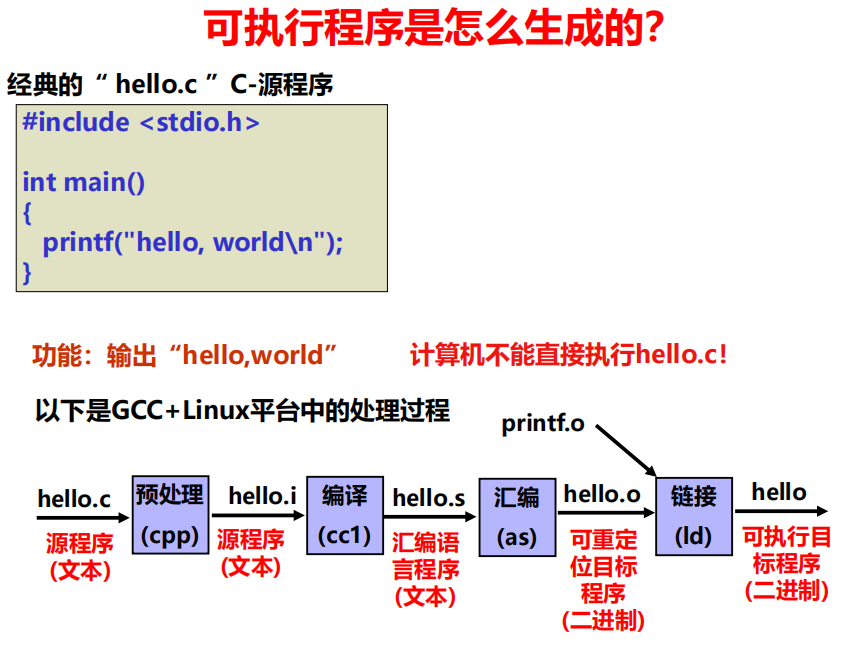 可执行程序是怎么生成的?
经典的“ hello.c ”C-源程序
#include <stdio.h>
int main()
{
printf("hello, world\n");
}
功能：输出“hello,world”
计算机不能直接执行hello.c！
以下是GCC+Linux平台中的处理过程
printf.o
hello.c
源程序
(文本)
预处理
(cpp)
hello.i
源程序
(文本)
编译
(cc1)
hello.s
汇编语
言程序
(文本)
汇编
(as)
hello.o
可重定
位目标
程序
(二进制)
链接
(ld)
hello
可执行目
标程序
(二进制)